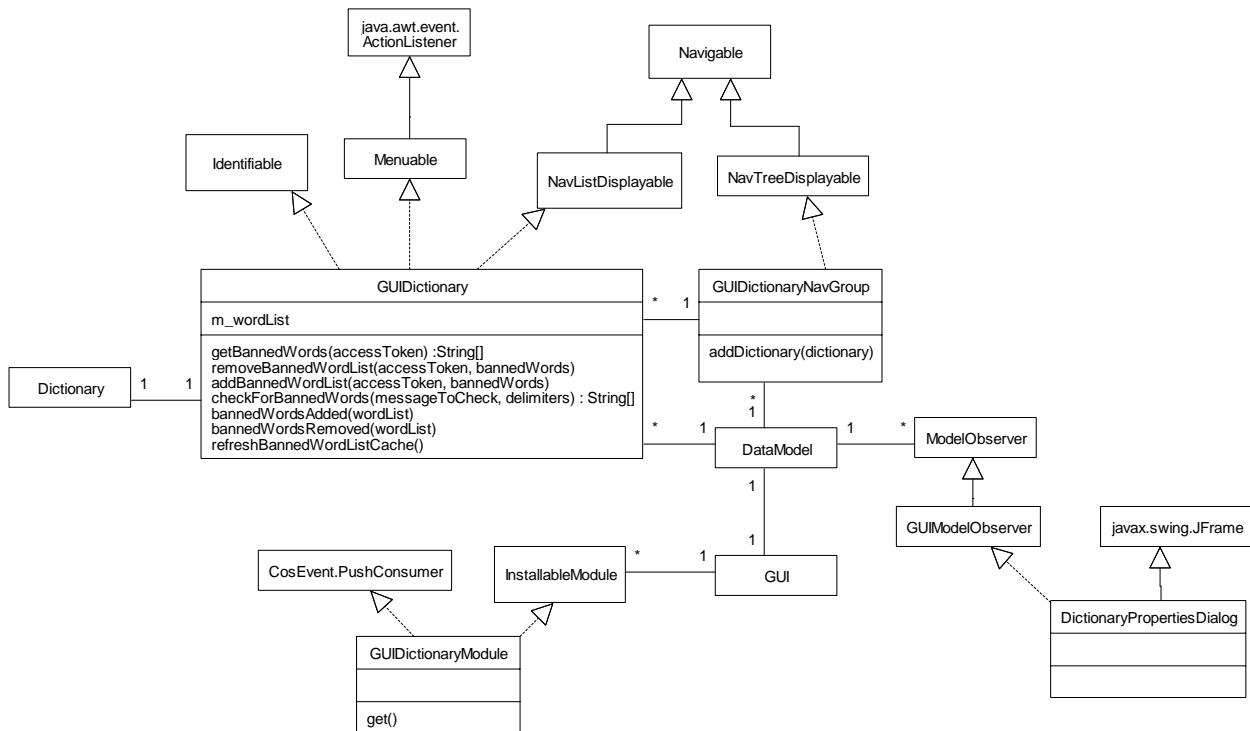 java.awt.event.
ActionListener
Navigable
Identifiable
Menuable
NavListDisplayable
NavTreeDisplayable
GUIDictionary
m_wordList
getBannedWords(accessToken) :String[]
removeBannedWordList(accessToken, bannedWords)
addBannedWordList(accessToken, bannedWords)
checkForBannedWords(messageToCheck, delimiters) : String[]
bannedWordsAdded(wordList)
bannedWordsRemoved(wordList)
refreshBannedWordListCache()
* 1
GUIDictionaryNavGroup
addDictionary(dictionary)
Dictionary
1 1
*
1
* 1
DataModel
1 *
ModelObserver
1
1
GUIModelObserver
javax.swing.JFrame
CosEvent.PushConsumer
InstallableModule
* 1
GUI
DictionaryPropertiesDialog
GUIDictionaryModule
get()